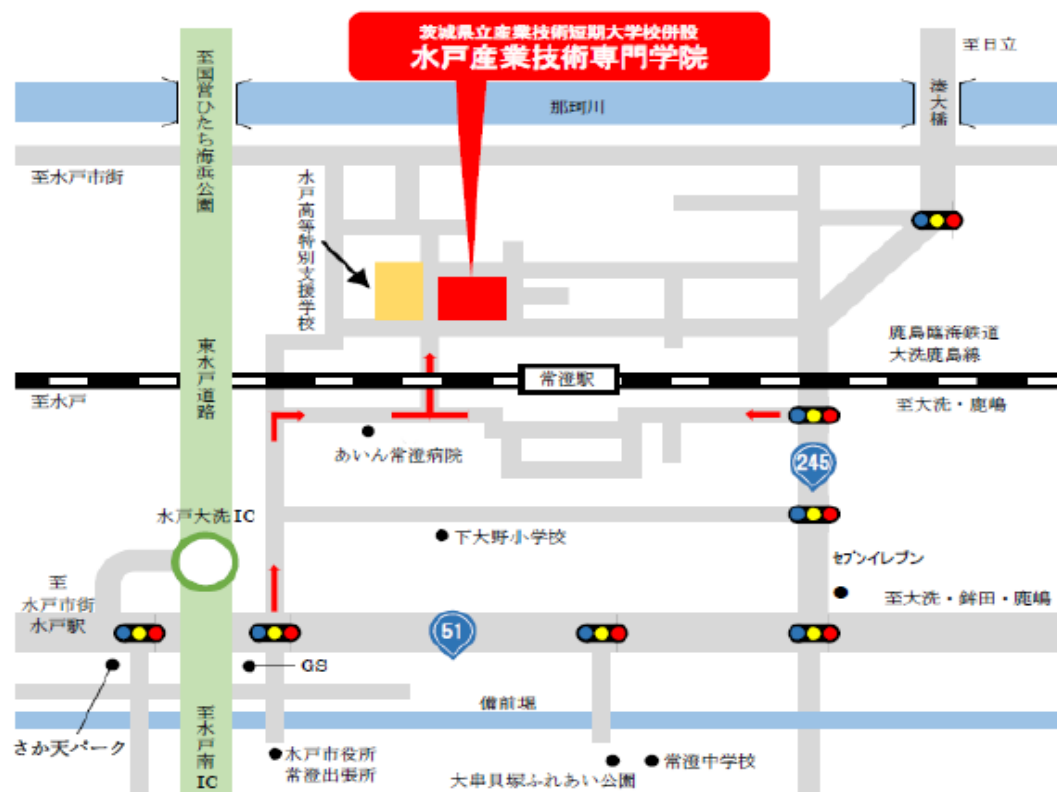 茨城県立産業技術短期大学校併設
水戸産業技術専門学院
至日立
至国営ひたち海浜公園
那珂川
湊大橋
至水戸市街
水戸高等特別支援学校
東水戸道路
鹿島臨海鉄道
大洗鹿島線
常澄駅
至水戸
至大洗・鹿嶋
あいん常澄病院
245
水戸大洗IC
下大野小学校
セブンイレブン
至
水戸市街
水戸駅
至大洗・鉾田・鹿嶋
51
GS
備前堀
さか天パーク
至水戸南IC
水戸市役所
常澄出張所
大串貝塚ふれあい公園
常澄中学校